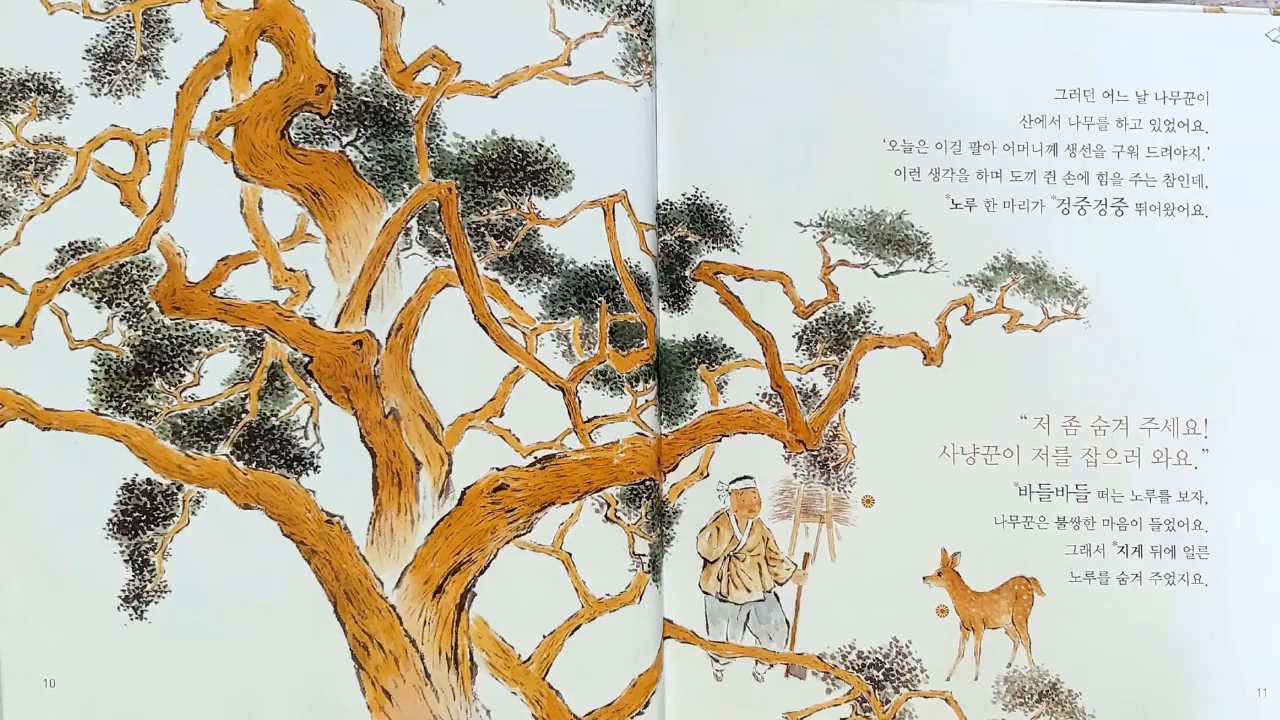 그러던 어느 날 나무꾼이
산에서 나무를 하고 있었어요.
‘오늘은 이걸 팔아 어머니께 생선을 구워 드려야지.’
이런 생각을 하며 도끼 쥔 손에 힘을 주는 참인데,
*노루 한 마리가 *겅중겅중 뛰어왔어요.
“저 좀 숨겨 주세요!
사냥꾼이 저를 잡으러 와요.”
*바들바들 떠는 노루를 보자,
나무꾼은 불쌍한 마음이 들었어요.
그래서 *지게 뒤에 얼른
노루를 숨겨 주었지요.
10
11